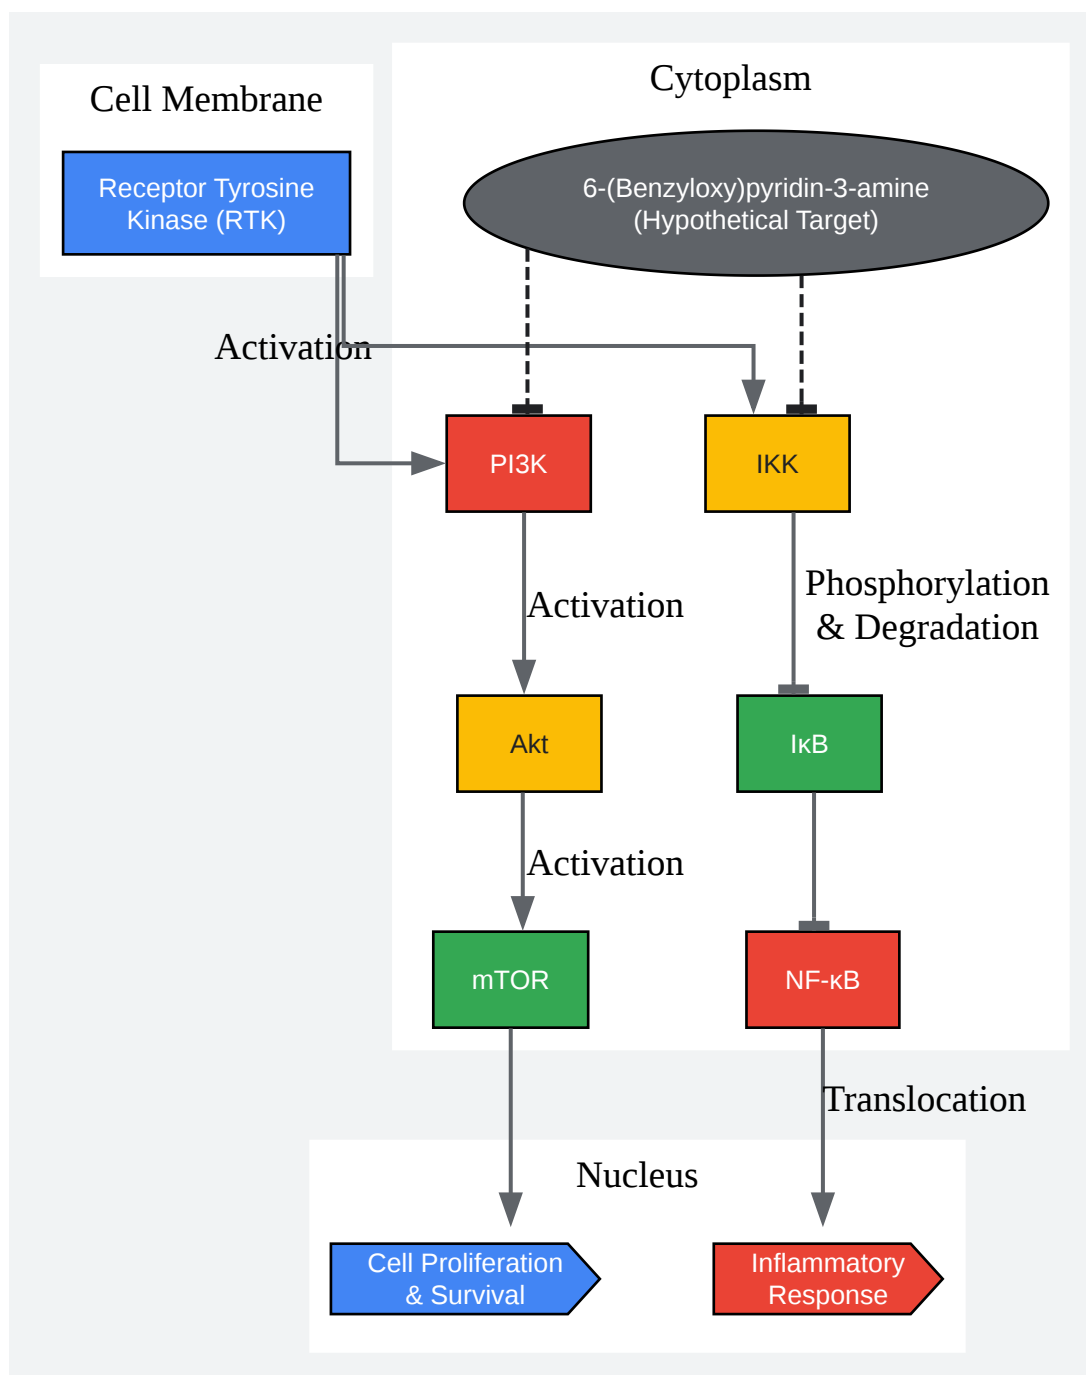 Cell Membrane
Receptor Tyrosine
Kinase (RTK)
Cytoplasm
6-(Benzyloxy)pyridin-3-amine
(Hypothetical Target)
Activation
PI3K
IKK
Activation
Phosphorylation
& Degradation
Akt
IκB
Activation
mTOR
NF-κB
Translocation
Nucleus
Cell Proliferation
& Survival
Inflammatory
Response